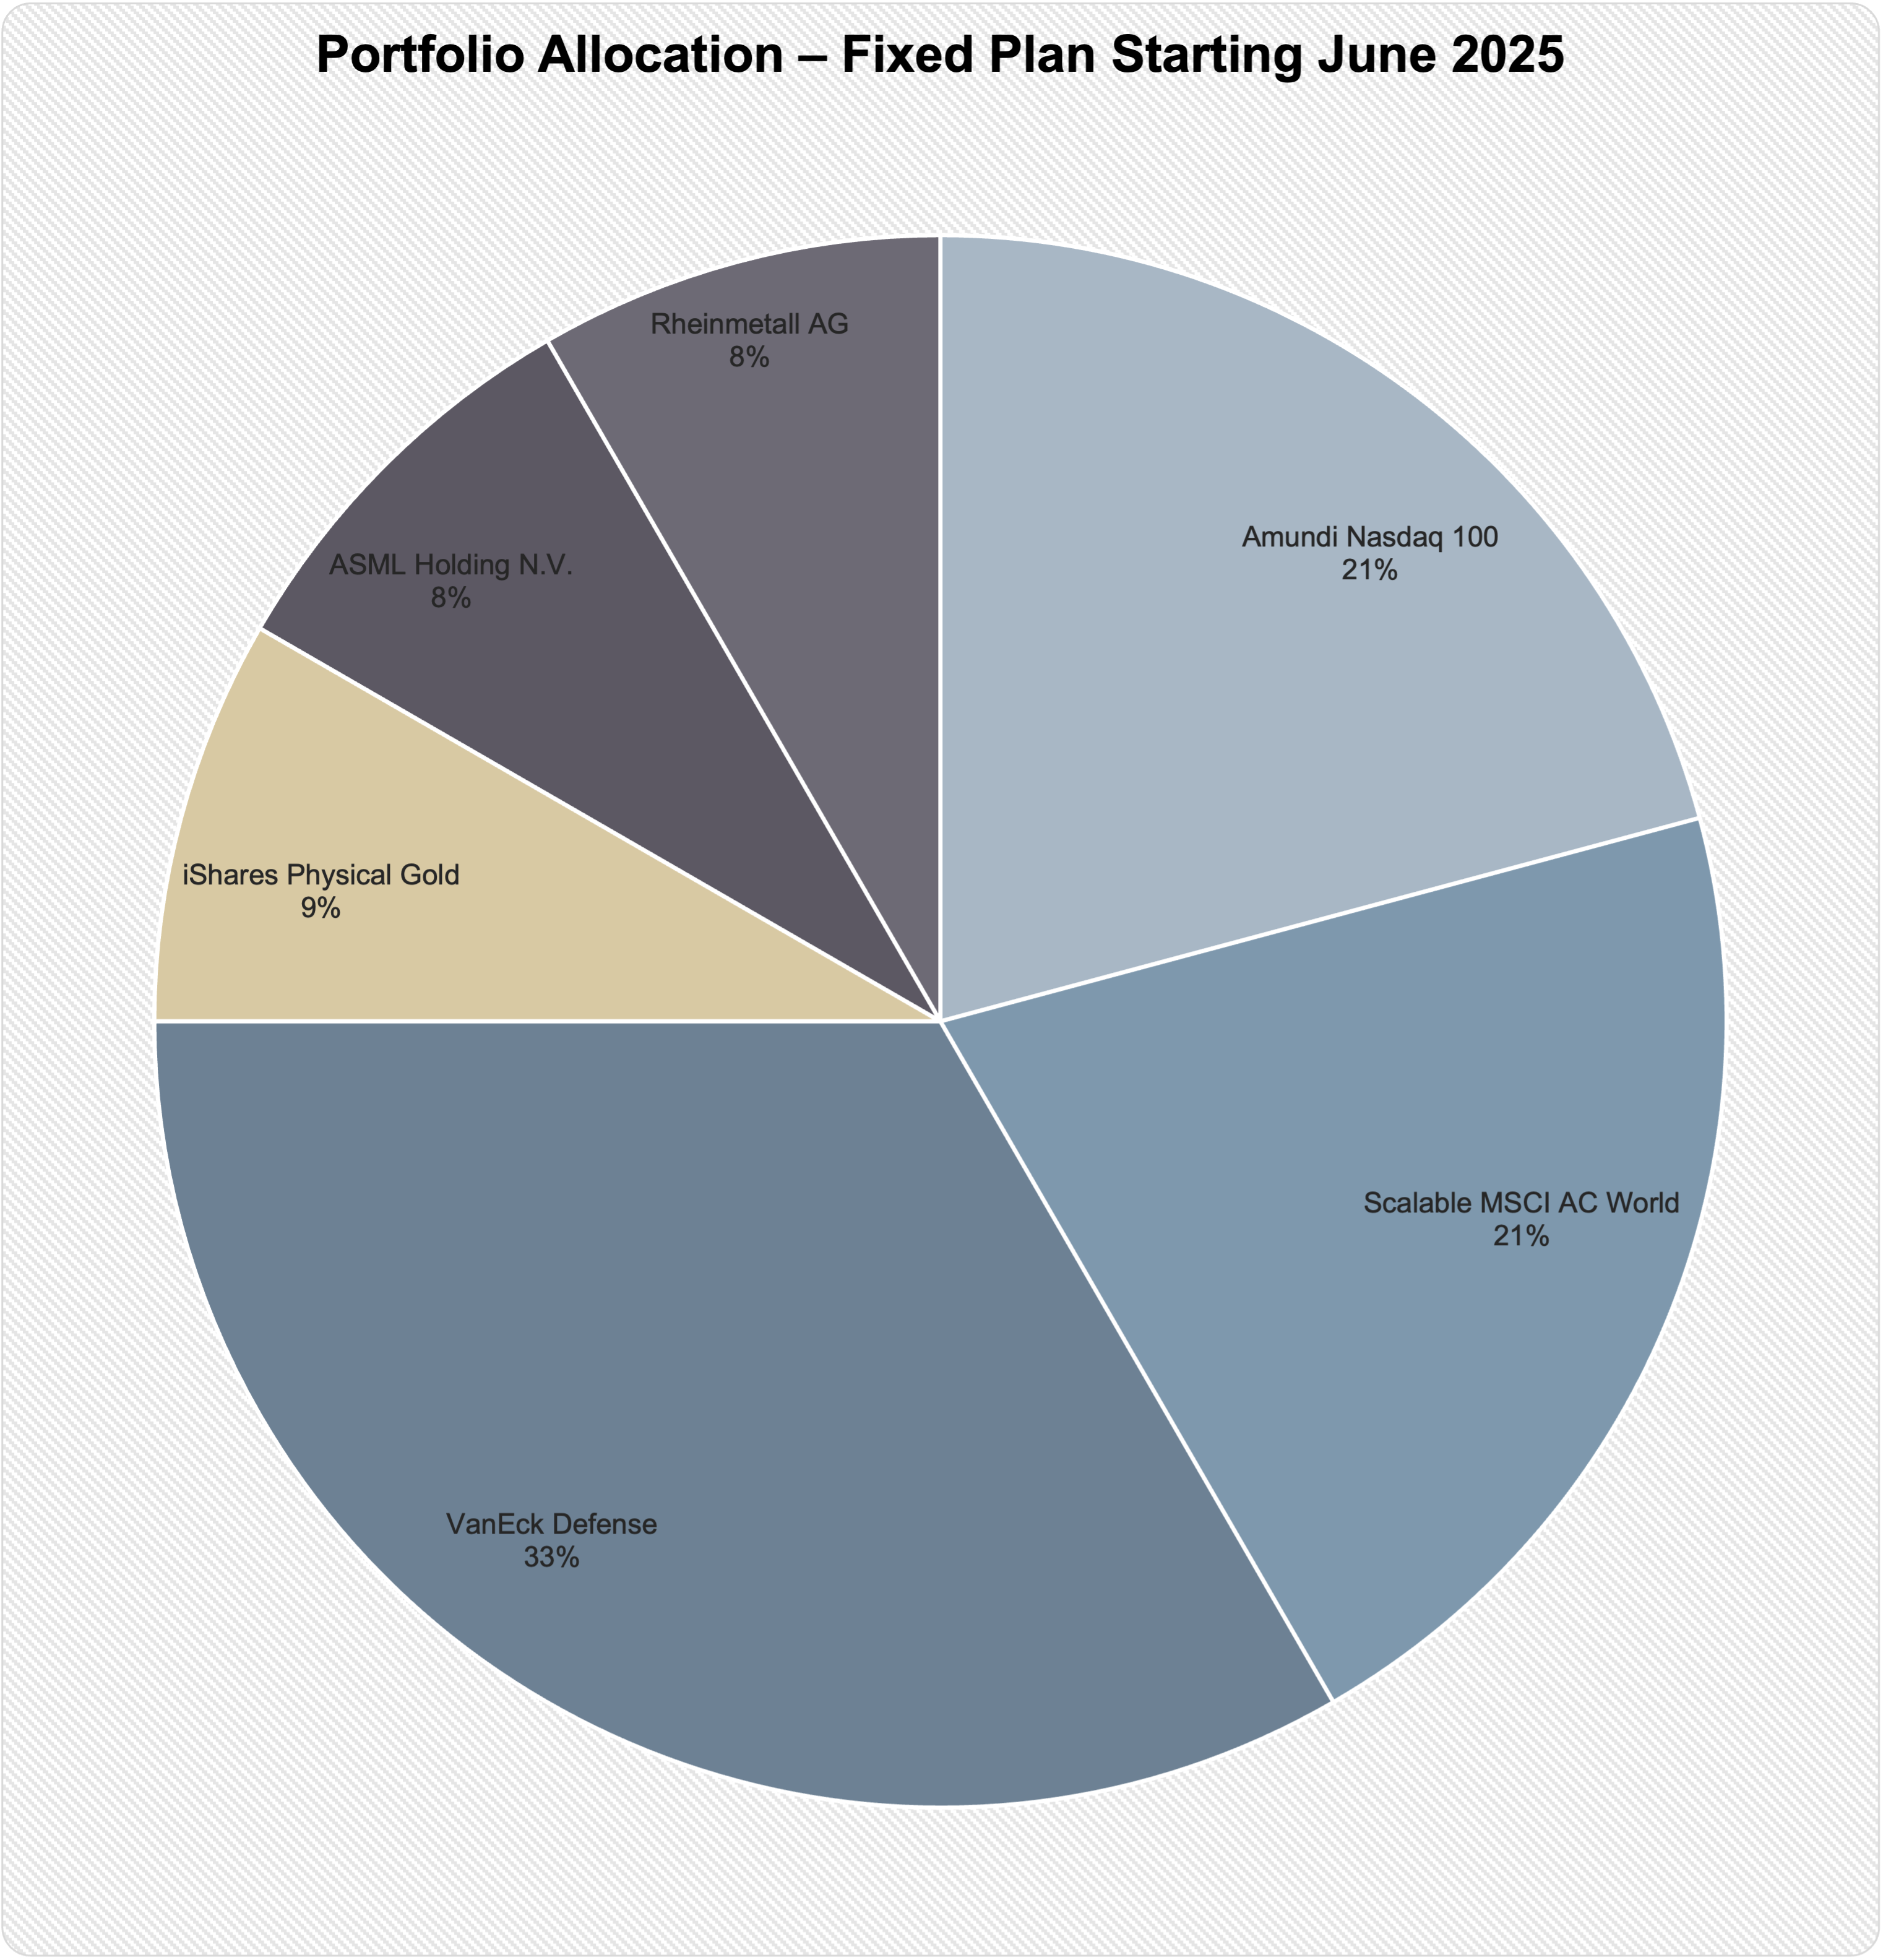 Portfolio Allocation – Fixed Plan Starting June 2025
Rheinmetall AG
8%
Amundi Nasdaq 100
21%
ASML Holding N.V.
8%
iShares Physical Gold
9%
Scalable MSCI AC World
21%
VanEck Defense
33%